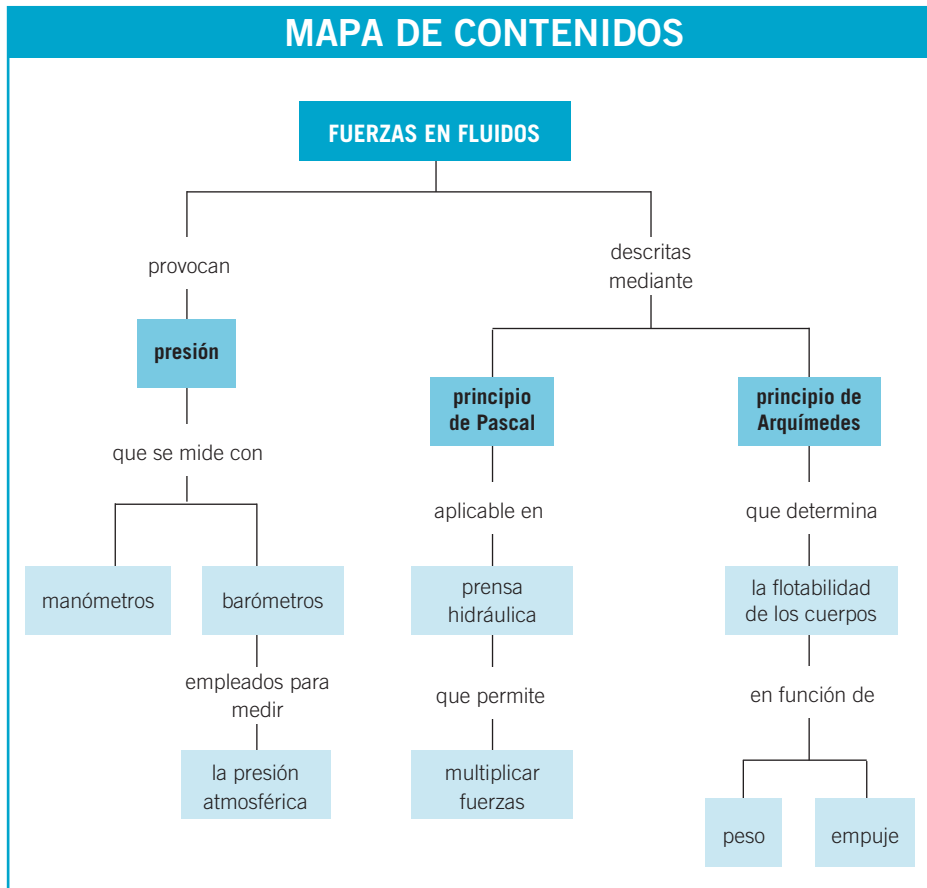 MAPA DE CONTENIDOS
FUERZAS EN FLUIDOS
provocan
presión
que se mide con
manómetros
barómetros
empleados para
medir
la presión
atmosférica
descritas
mediante
principio
de Pascal
aplicable en
prensa
hidráulica
que permite
multiplicar
fuerzas
principio de
Arquímedes
que determina
la flotabilidad
de los cuerpos
en función de
peso
empuje